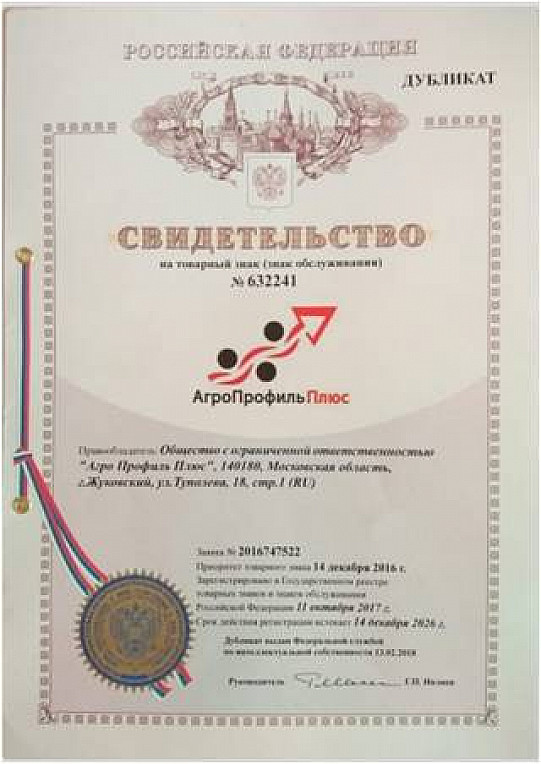 РОССИЙСКАЯ ФЕДЕРАЦИЯ
ДУБЛИКАТ
СВИДЕТЕЛЬСТВО
на товарный знак (знак обслуживания)
№ 632241
АгроПрофильПлюс
Правообладатель: Общество с ограниченной ответственностью
"Агро Профиль Плюс", 140180, Московская область,
г.Жуковский, ул.Туполева, 18, стр.1 (RU)
Заявка № 2016747522
Приоритет товарного знака 14 декабря 2016 г.
Зарегистрировано в Государственном реестре
товарных знаков и знаков обслуживания
Российской Федерации 11 октября 2017 г.
Срок действия регистрации истекает 14 декабря 2026 г.
Дубликат выдан Федеральной службой
по интеллектуальной собственности 13.02.2018
Руководитель Г.П. Ивлиев